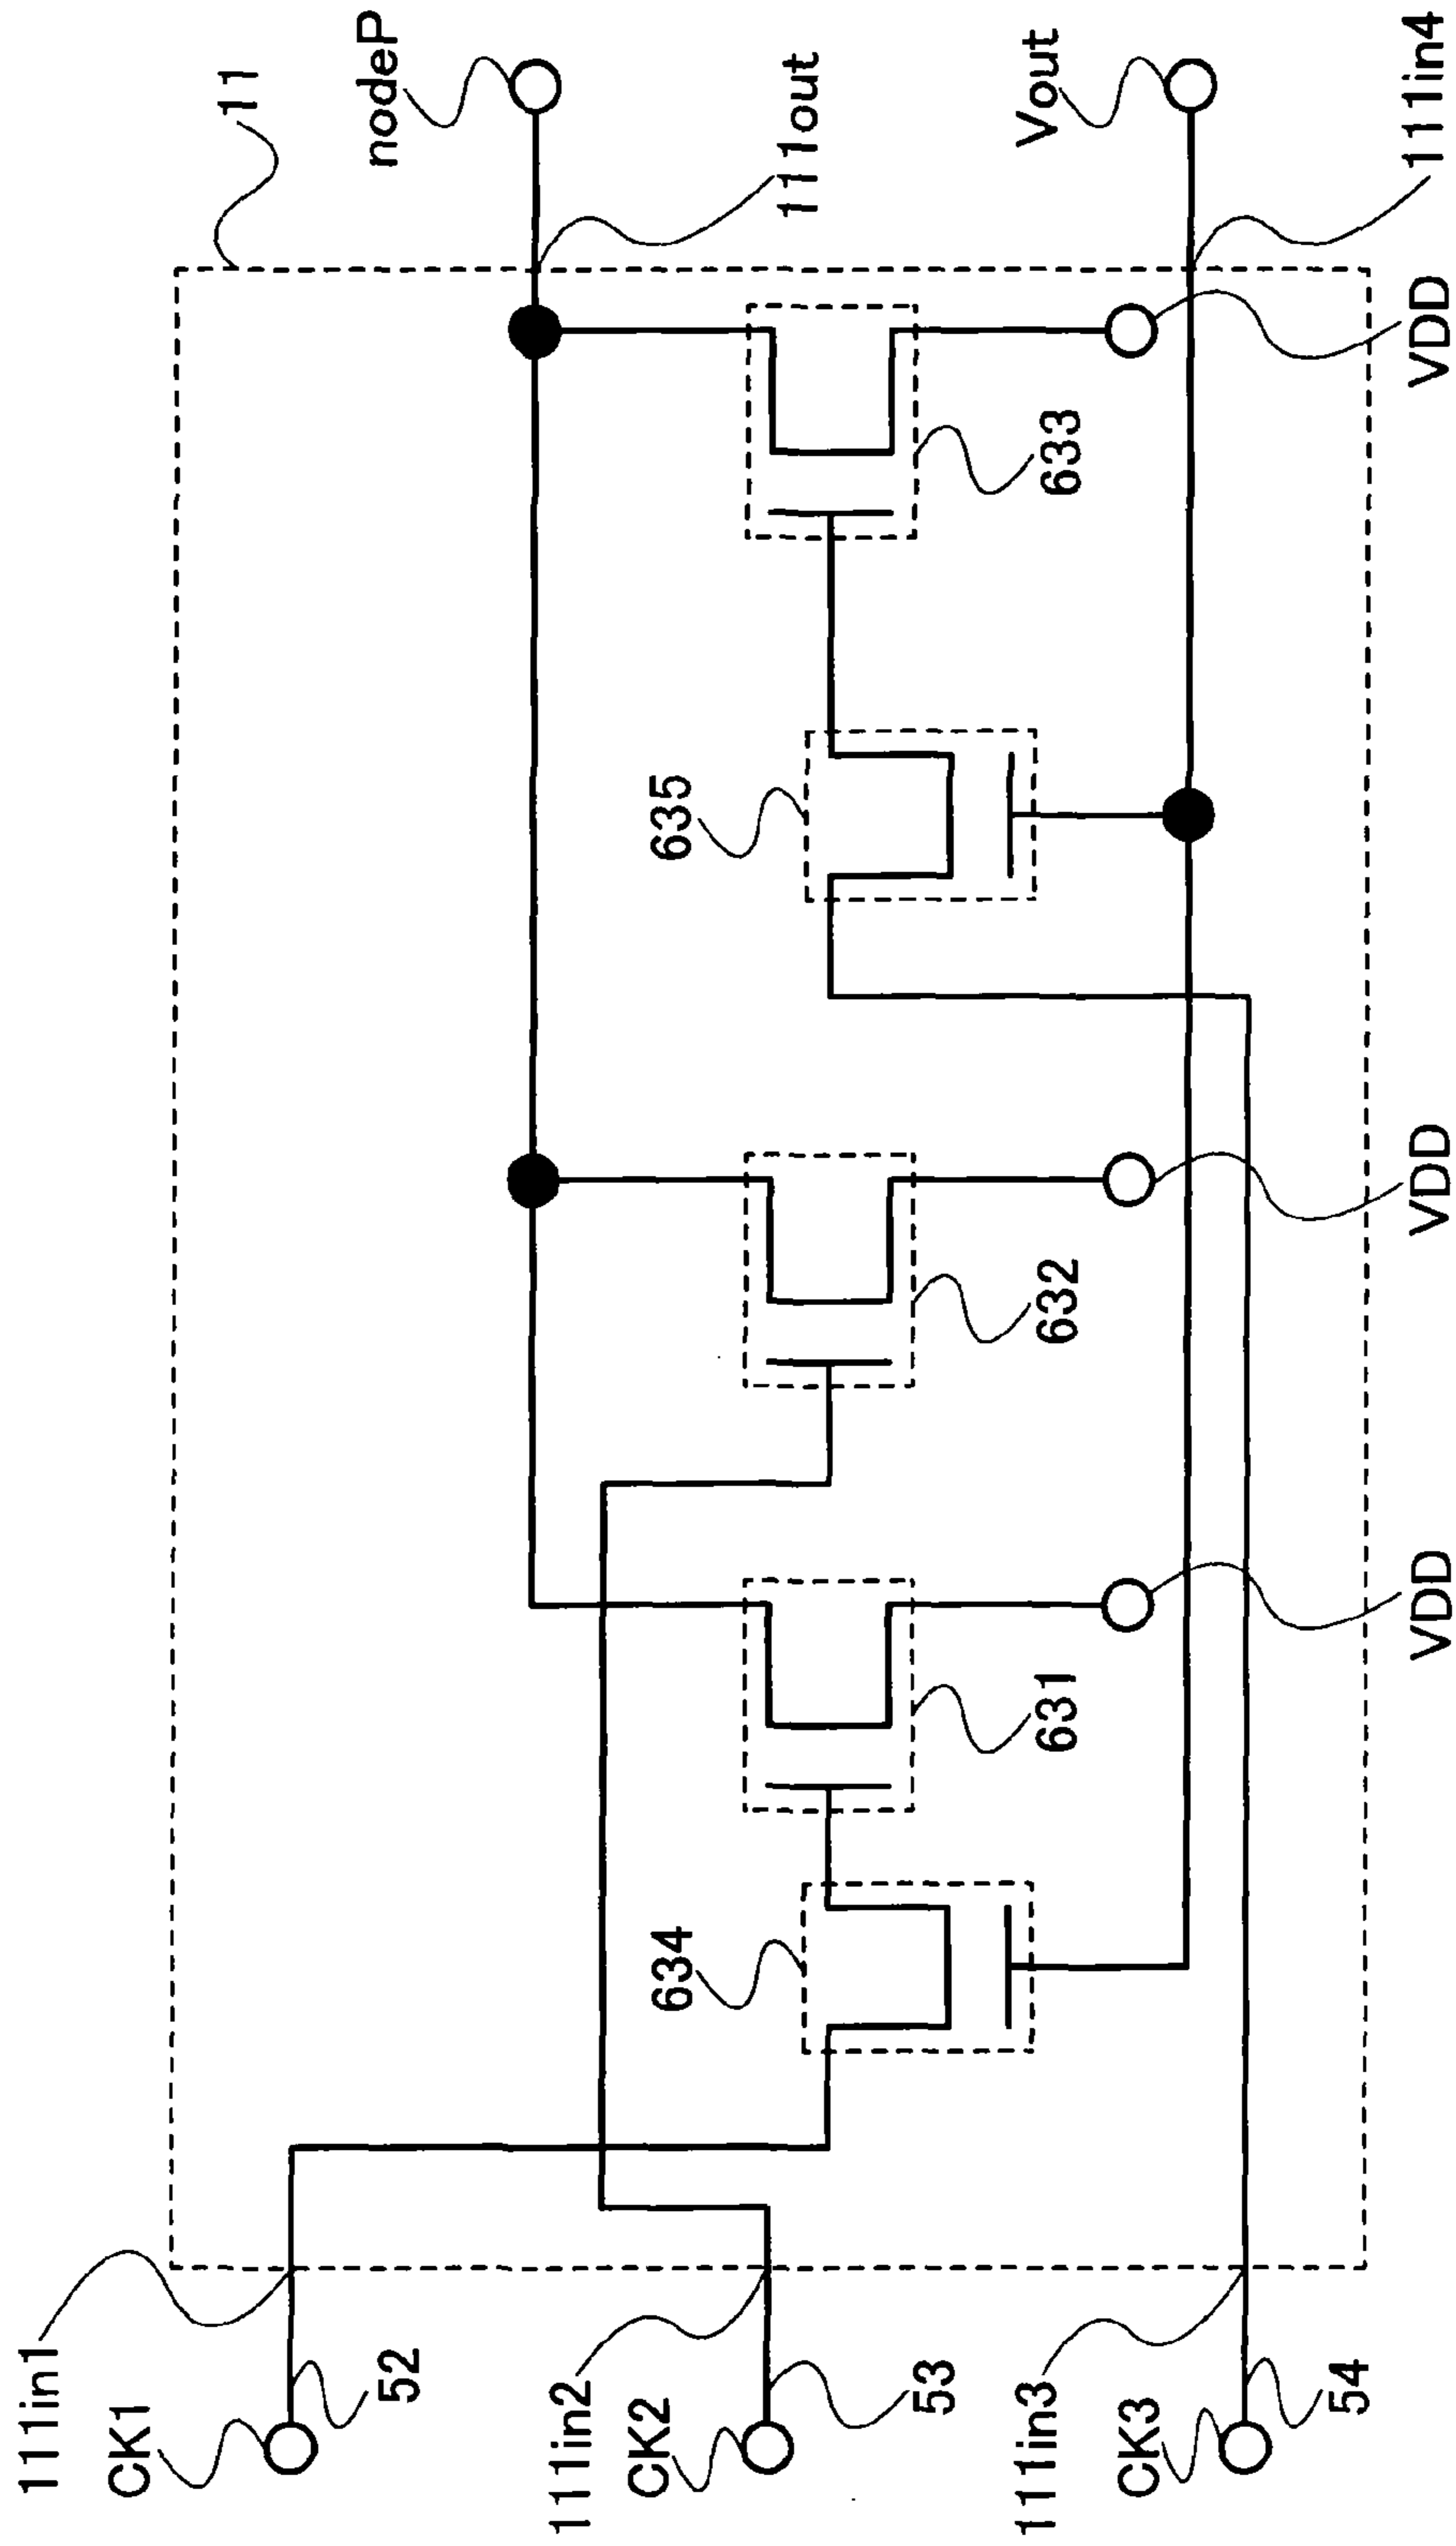 11
nodeP
111out
Vout
111in4
111in1
CK1
52
111in2
CK2
53
111in3
CK3
54
634
631
632
635
633
VDD
VDD
VDD